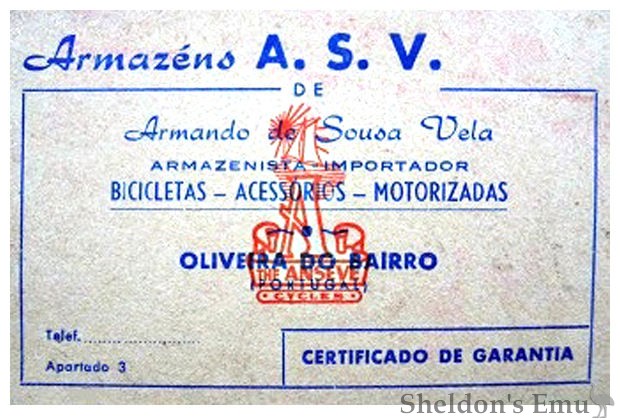 Armazéns A. S. V.
DE
Armando de Sousa Vela
ARMAZENISTA-IMPORTADOR
BICICLETAS - ACESSÓRIOS - MOTORIZADAS
OLIVEIRA DO BAIRRO
THE ANSEVE
(PORTUGAL)
CYCLES
Telef. ........................
Apartado 3
CERTIFICADO DE GARANTIA
Sheldon's Emu